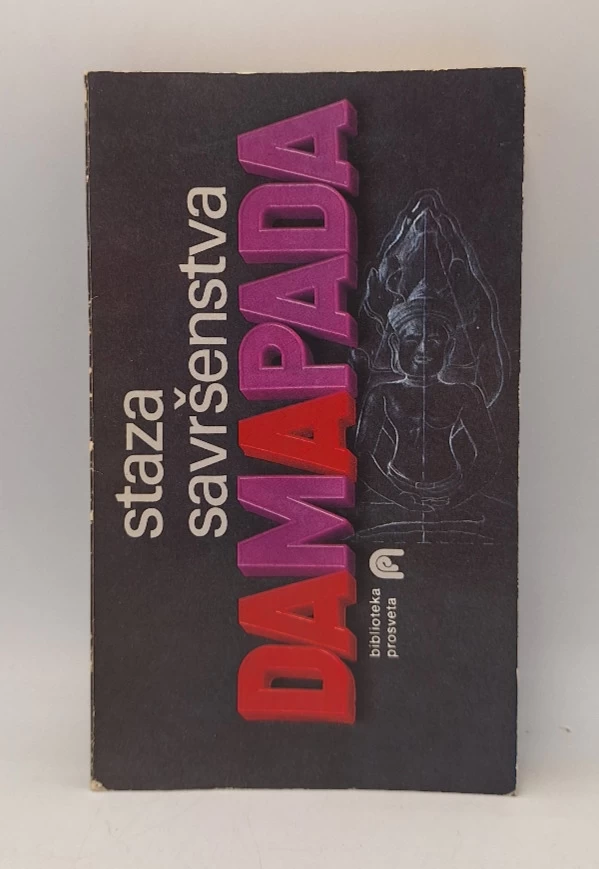 staza
savršenstva
DAMAPADA
biblioteka
prosveta